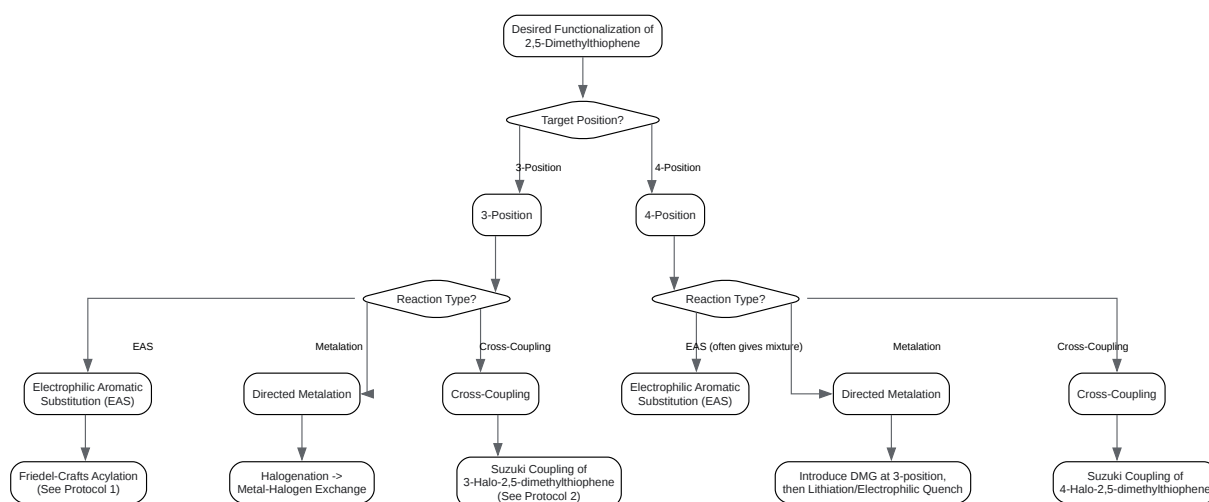 Desired Functionalization of
2,5-Dimethylthiophene
Target Position?
3-Position
4-Position
3-Position
4-Position
Reaction Type?
Reaction Type?
EAS
Metalation
Cross-Coupling
EAS (often gives mixture)
Metalation
Cross-Coupling
Electrophilic Aromatic
Substitution (EAS)
Directed Metalation
Cross-Coupling
Electrophilic Aromatic
Substitution (EAS)
Directed Metalation
Cross-Coupling
Friedel-Crafts Acylation
(See Protocol 1)
Halogenation ->
Metal-Halogen Exchange
Suzuki Coupling of
3-Halo-2,5-dimethylthiophene
(See Protocol 2)
Introduce DMG at 3-position,
then Lithiation/Electrophilic Quench
Suzuki Coupling of
4-Halo-2,5-dimethylthiophene